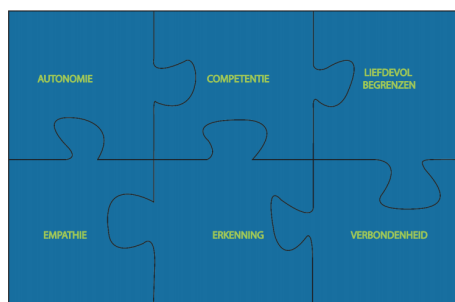 AUTONOMIE
COMPETENTIE
LIEFDEVOL
BEGRENZEN
EMPATHIE
ERKENNING
VERBONDENHEID